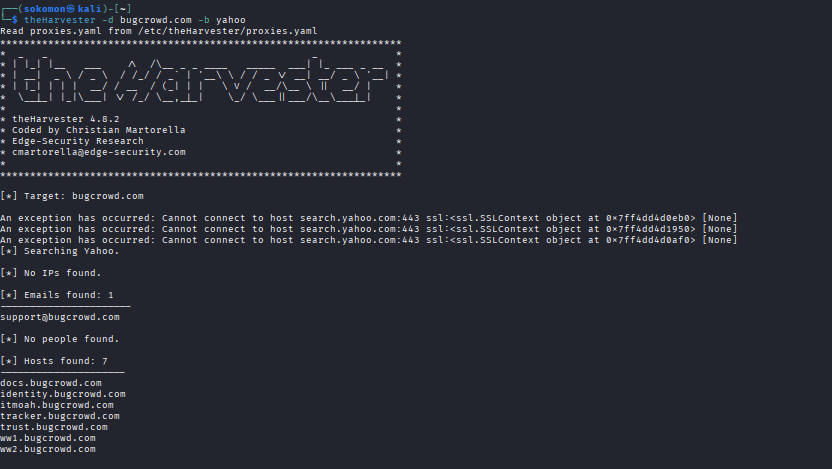 ┌──(sokomon㉿kali)-[~]
└─$ theHarvester -d bugcrowd.com -b yahoo
Read proxies.yaml from /etc/theHarvester/proxies.yaml
*******************************************************************
* theHarvester 4.8.2 *
* Coded by Christian Martorella *
* Edge-Security Research *
* cmartorella@edge-security.com *
* *
*******************************************************************
[*] Target: bugcrowd.com
An exception has occurred: Cannot connect to host search.yahoo.com:443 ssl:<ssl.SSLContext object at 0×7ff4dd4d0eb0> [None]
An exception has occurred: Cannot connect to host search.yahoo.com:443 ssl:<ssl.SSLContext object at 0×7ff4dd4d1950> [None]
An exception has occurred: Cannot connect to host search.yahoo.com:443 ssl:<ssl.SSLContext object at 0×7ff4dd4d0af0> [None]
[*] Searching Yahoo.
[*] No IPs found.
[*] Emails found: 1
----------------------
support@bugcrowd.com
[*] No people found.
[*] Hosts found: 7
---------------------
docs.bugcrowd.com
identity.bugcrowd.com
itmoah.bugcrowd.com
tracker.bugcrowd.com
trust.bugcrowd.com
ww1.bugcrowd.com
ww2.bugcrowd.com